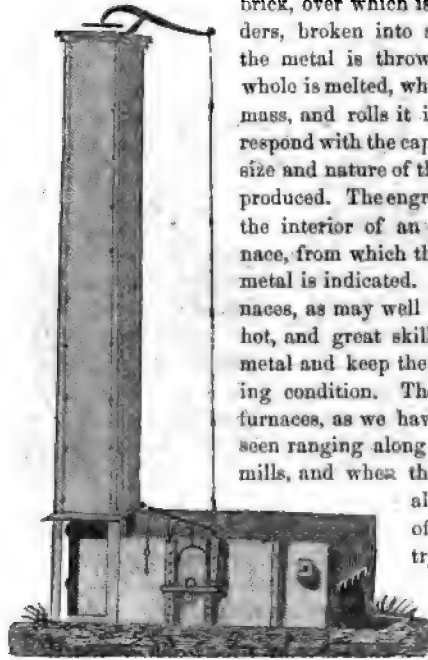 brick, over which is
ders, broken into s
the metal is throw
whole is melted, wh
mass, and rolls it i
respond with the cap
size and nature of th
produced. The engr
the interior of an
nace, from which th
metal is indicated.
naces, as may well
hot, and great skill
metal and keep the
ing condition. The
furnaces, as we hav
seen ranging along
mills, and when th
al
of
tr